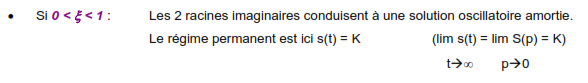 • Si 0 < ξ < 1 : Les 2 racines imaginaires conduisent à une solution oscillatoire amortie.
Le régime permanent est ici s(t) = K (lim s(t) = lim S(p) = K)
t→∞ p→0